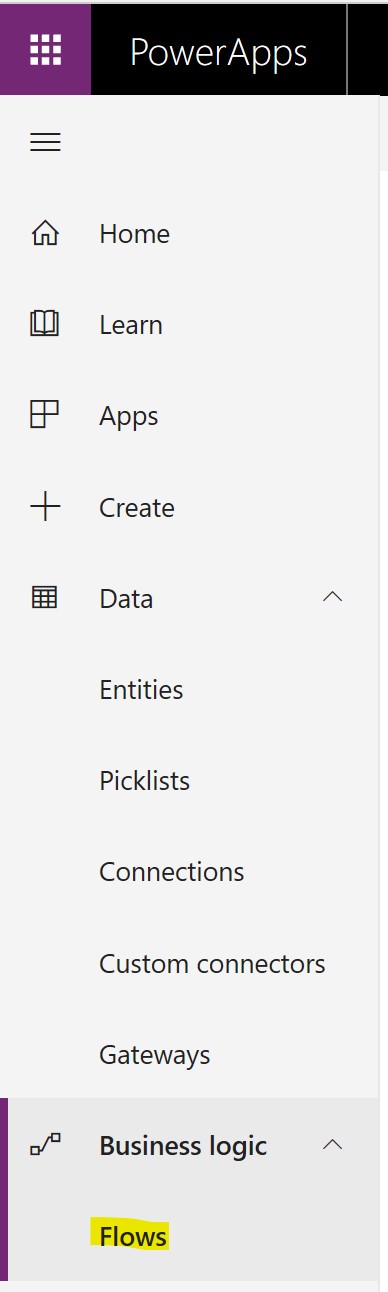 PowerApps
Home
Learn
Apps
Create
Data
Entities
Picklists
Connections
Custom connectors
Gateways
Business logic
Flows